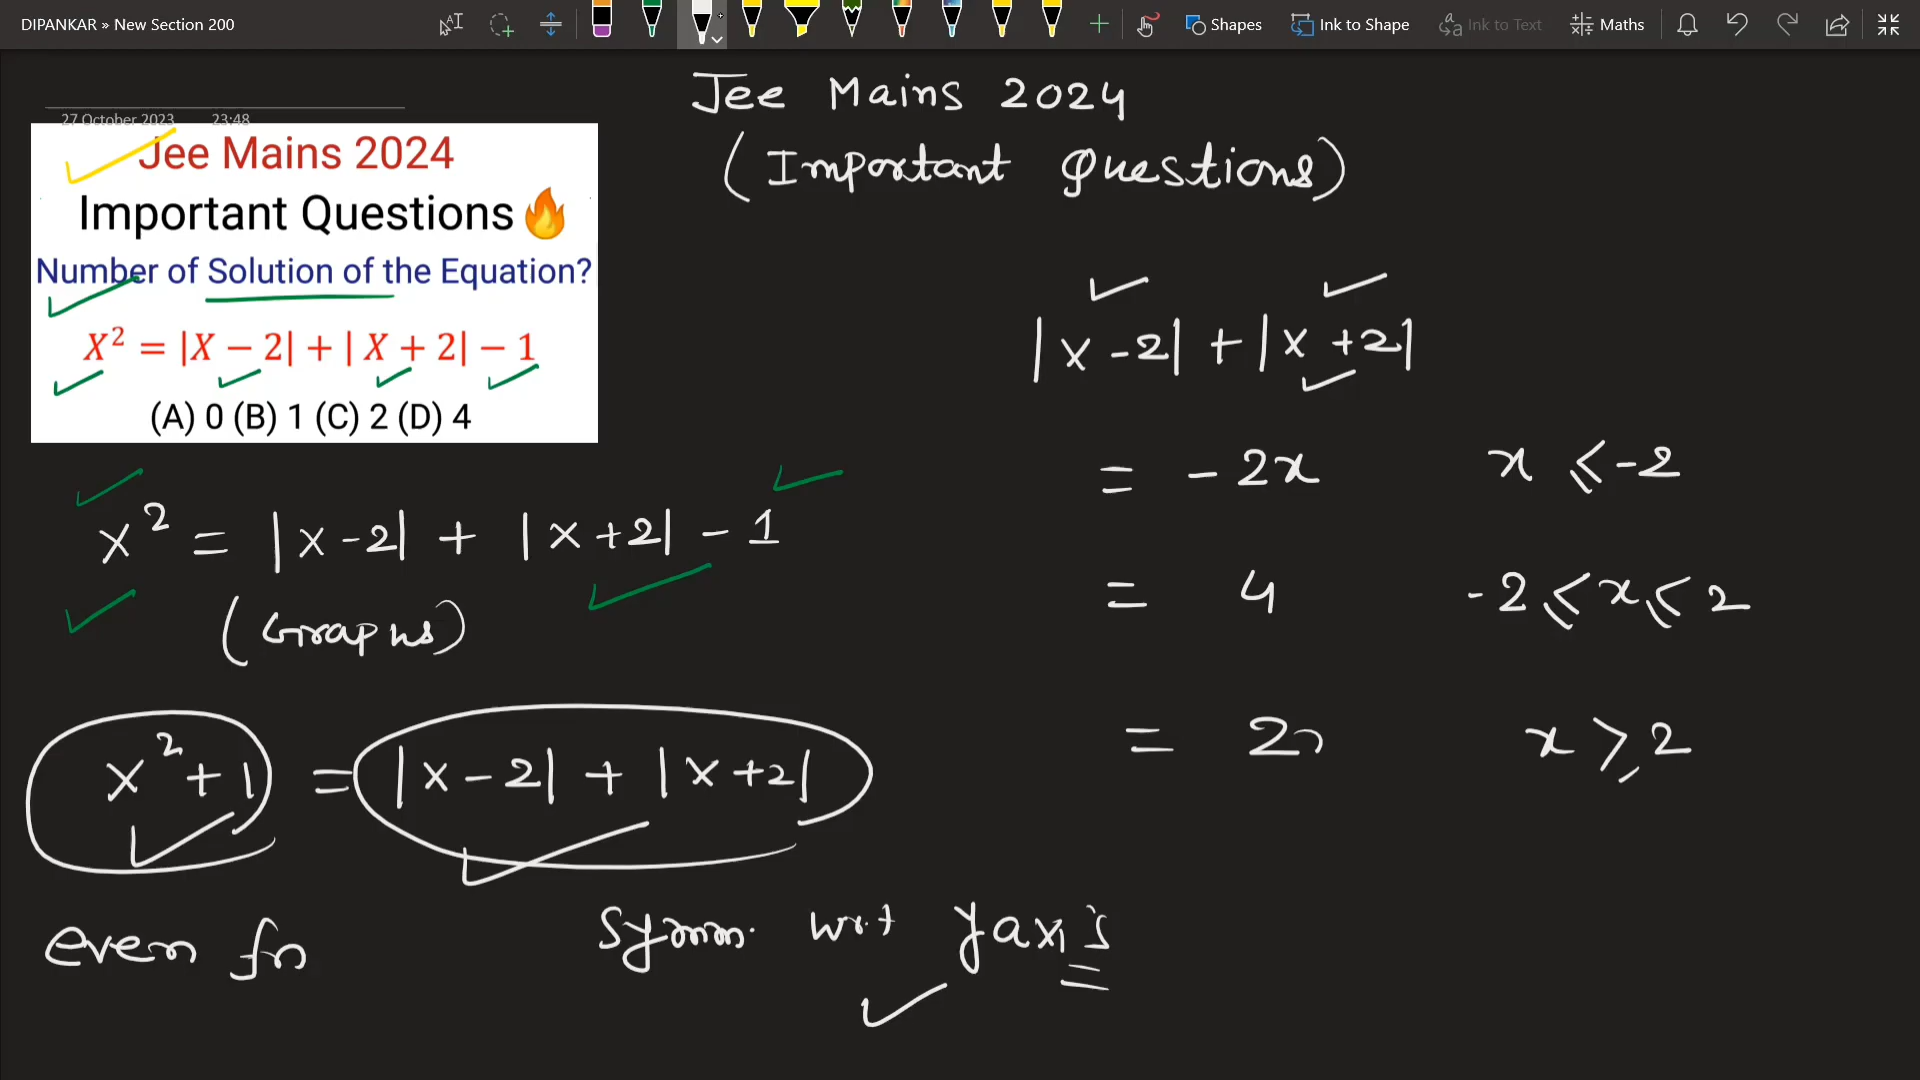 DIPANKAR » New Section 200
Shapes
Ink to Shape
Ink to Text
Maths
27 October 2023 23:48
Jee Mains 2024
Important Questions🔥
Number of Solution of the Equation?
X² = |X − 2| + | X + 2| − 1
(A) 0 (B) 1 (C) 2 (D) 4
Jee Mains 2024
(Important Questions)
x² = |x-2| + |x+2| - 1
(Graphs)
x²+1 = |x-2| + |x+2|
even fn
symm. wr.t yaxis
|x-2| + |x+2|
= -2x x ⩽ -2
= 4 -2 ⩽ x ⩽ 2
= 2 x ⩾ 2